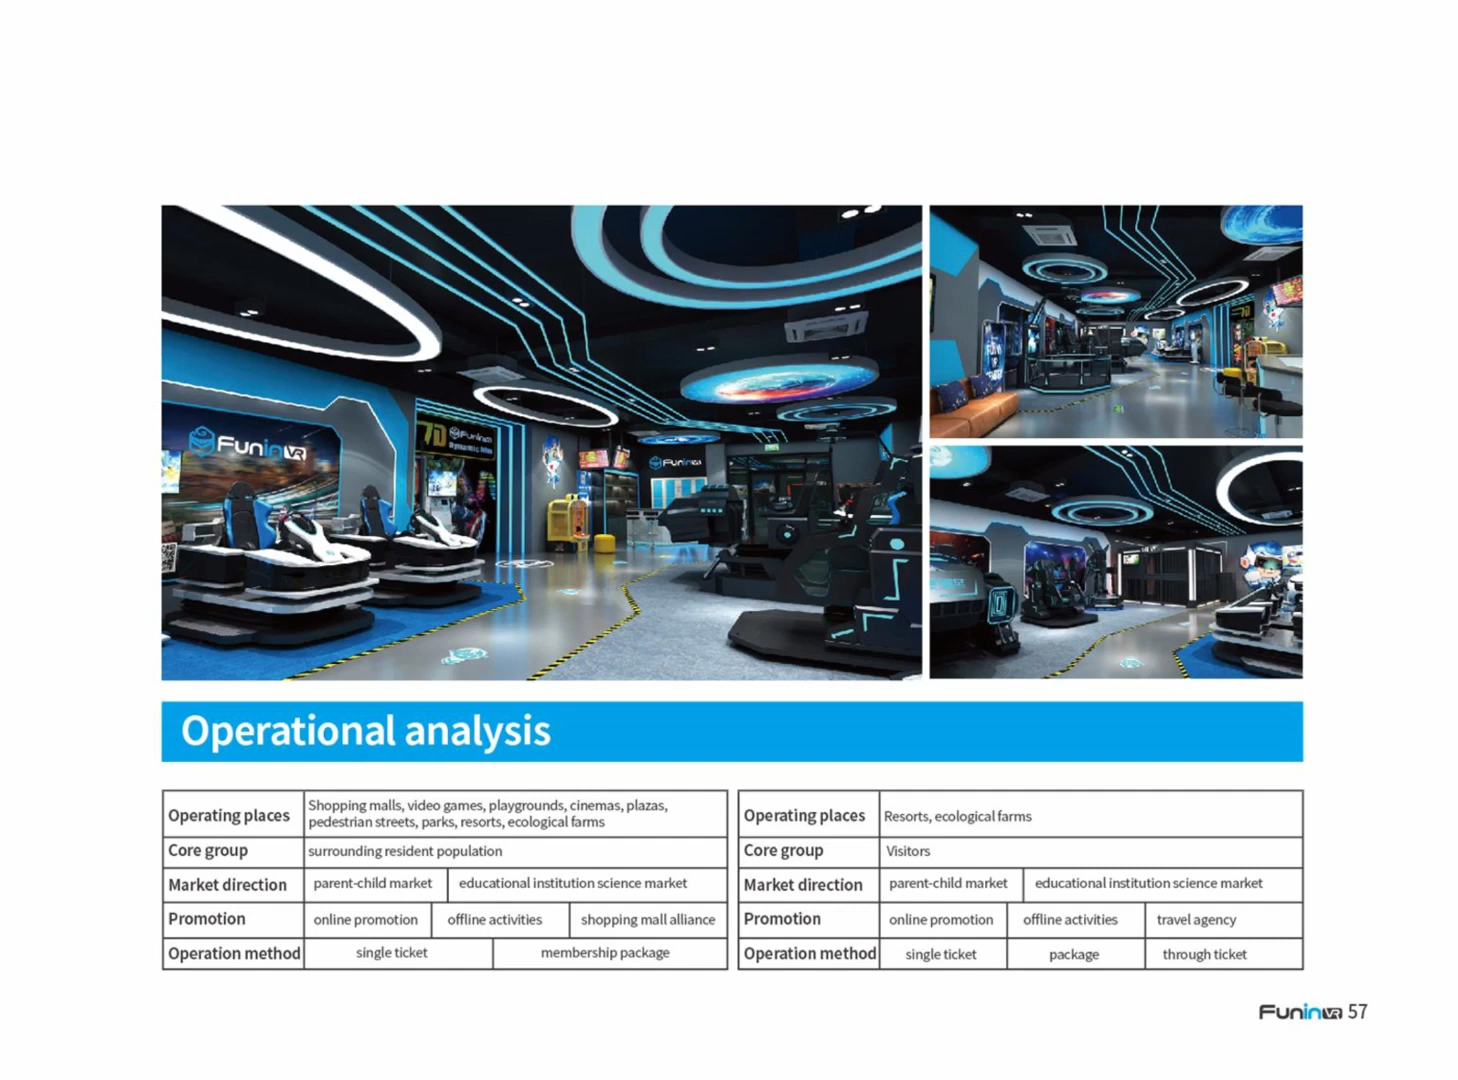 FuninVR
7D FuninVR
FuninVR
Operational analysis
Operating places
Shopping malls, video games, playgrounds, cinemas, plazas,
pedestrian streets, parks, resorts, ecological farms
Core group
surrounding resident population
Market direction
parent-child market
educational institution science market
Promotion
online promotion
offline activities
shopping mall alliance
Operation method
single ticket
membership package
Operating places
Resorts, ecological farms
Core group
Visitors
Market direction
parent-child market
educational institution science market
Promotion
online promotion
offline activities
travel agency
Operation method
single ticket
package
through ticket
FuninVR 57